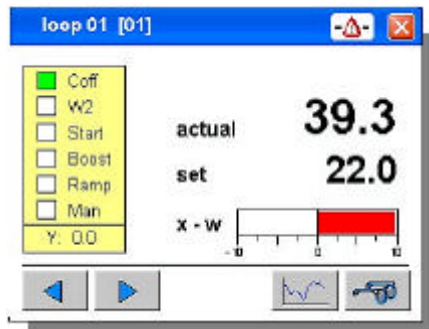 loop 01 [01]
Coff
W2
Start
Boost
Ramp
Man
Y: 0.0
actual 39.3
set 22.0
x - w
-10 0 10